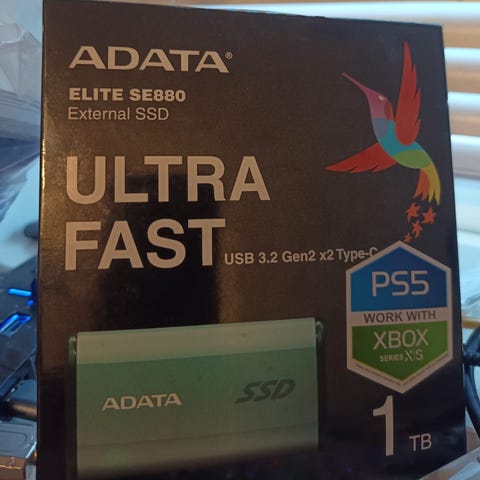 ADATA®
ELITE SE880
External SSD
ULTRA
FAST
USB 3.2 Gen2 x2 Type-C
PS5
WORK WITH
XBOX
SERIES X|S
ADATA
SSD
1
TB